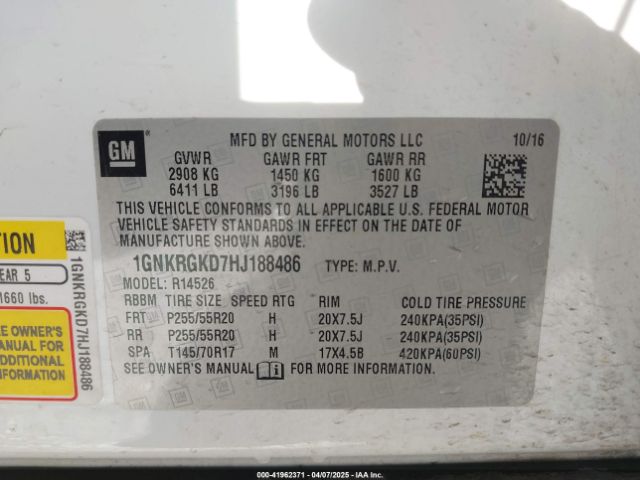 GM
MFD BY GENERAL MOTORS LLC 10/16
GVWR GAWR FRT GAWR RR
2908 KG 1450 KG 1600 KG
6411 LB 3196 LB 3527 LB
THIS VEHICLE CONFORMS TO ALL APPLICABLE U.S. FEDERAL MOTOR
VEHICLE SAFETY STANDARDS IN EFFECT ON THE DATE OF
MANUFACTURE SHOWN ABOVE.
1GNKRGKD7HJ188486 TYPE: M.P.V.
MODEL: R14526
RBBM TIRE SIZE SPEED RTG RIM COLD TIRE PRESSURE
FRT P255/55R20 H 20X7.5J 240KPA(35PSI)
RR P255/55R20 H 20X7.5J 240KPA(35PSI)
SPA T145/70R17 M 17X4.5B 420KPA(60PSI)
SEE OWNER'S MANUAL FOR MORE INFORMATION.
TION
EAR 5
1660 lbs.
E OWNER'S
ANUAL for
ADDITIONAL
ORMATION
1GNKRGKD7HJ188486
000-41962371 - 04/07/2025 - IAA Inc.